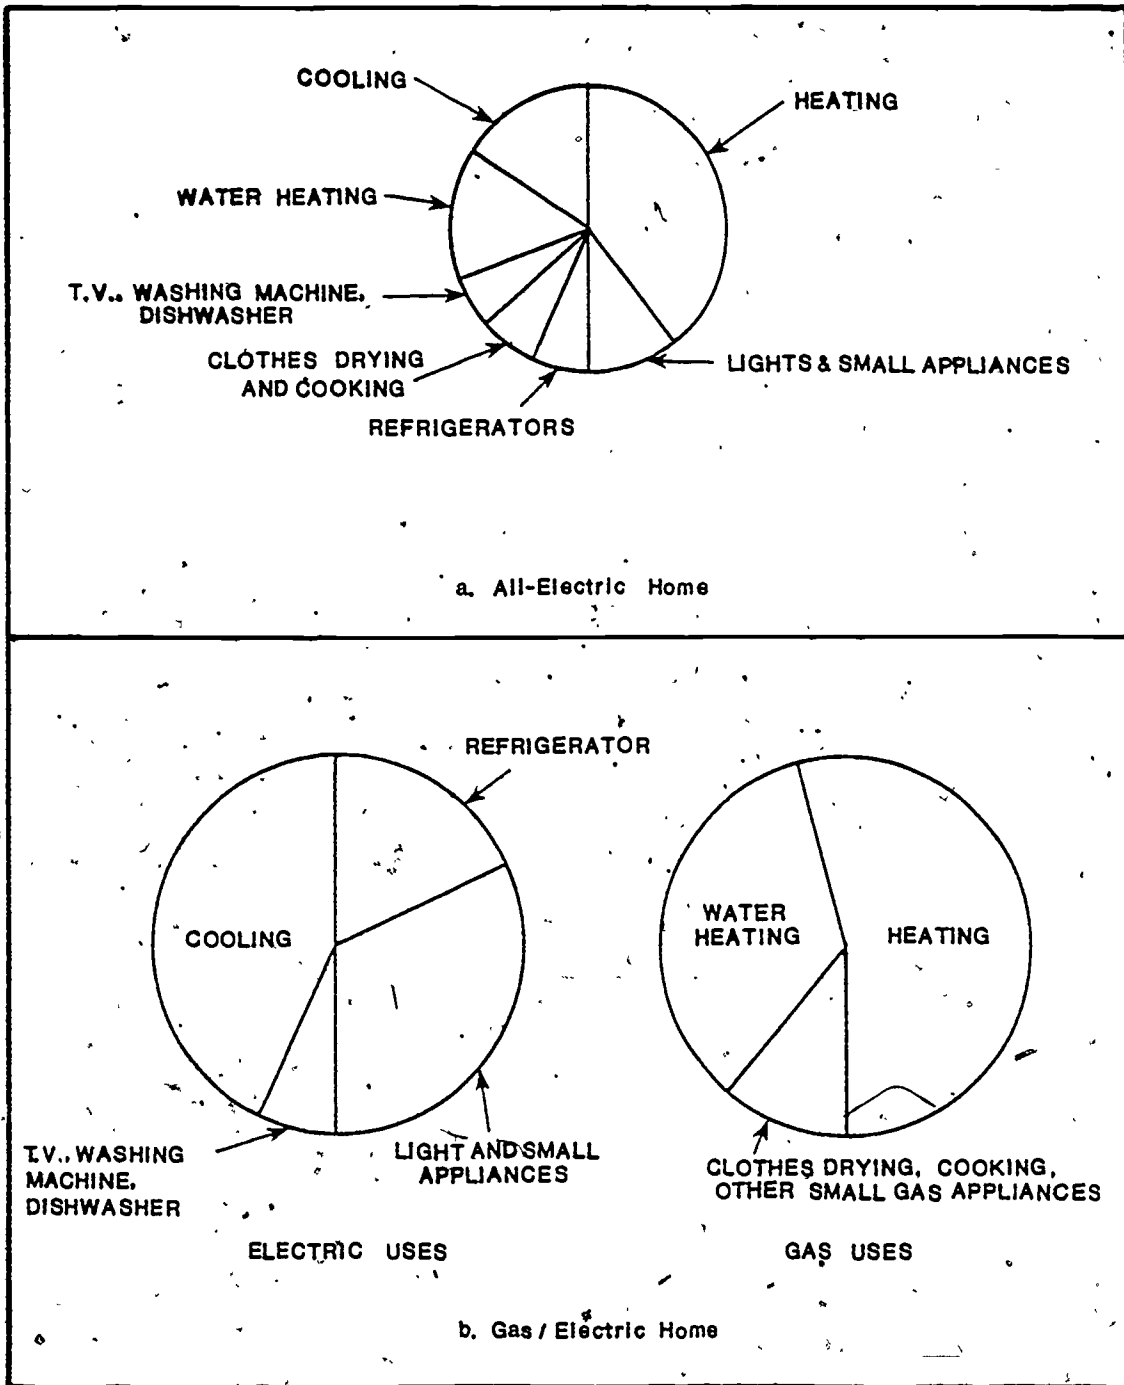 COOLING
HEATING
WATER HEATING
T.V., WASHING MACHINE,
DISHWASHER
CLOTHES DRYING
AND COOKING
LIGHTS & SMALL APPLIANCES
REFRIGERATORS
a. All-Electric Home
REFRIGERATOR
COOLING
WATER
HEATING
HEATING
T.V., WASHING
MACHINE,
DISHWASHER
LIGHT AND SMALL
APPLIANCES
CLOTHES DRYING, COOKING,
OTHER SMALL GAS APPLIANCES
ELECTRIC USES
GAS USES
b. Gas / Electric Home